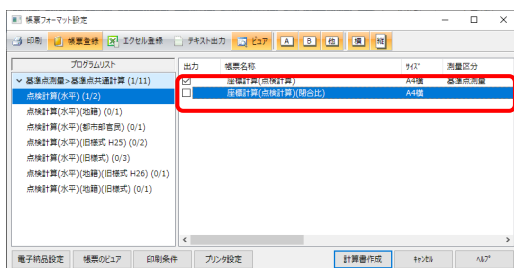 帳票フォーマット設定
印刷 帳票登録 エクセル登録 テキスト出力 ビュア A B 他 横 縦
プログラムリスト
基準点測量>基準点共通計算 (1/11)
点検計算(水平) (1/2)
点検計算(水平)(地籍) (0/1)
点検計算(水平)(都市部官民) (0/1)
点検計算(水平)(旧様式 H25) (0/2)
点検計算(水平)(旧様式) (0/3)
点検計算(水平)(地籍)(旧様式 H26) (0/1)
点検計算(水平)(地籍)(旧様式) (0/1)
出力 帳票名称 ｻｲｽﾞ 測量区分
座標計算(点検計算) A4横 基準点測量
座標計算(点検計算)(閉合比) A4横
電子納品設定 帳票のビュア 印刷条件 プリンタ設定 計算書作成 ｷｬﾝｾﾙ ﾍﾙﾌﾟ